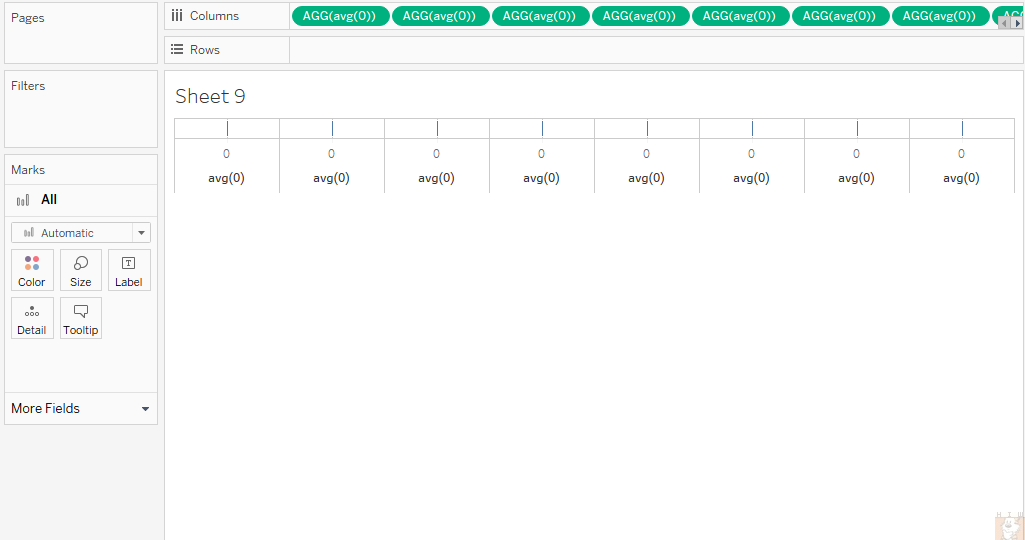 Pages
Columns AGG(avg(0)) AGG(avg(0)) AGG(avg(0)) AGG(avg(0)) AGG(avg(0)) AGG(avg(0)) AGG(avg(0))
Rows
Filters
Sheet 9
0 0 0 0 0 0 0 0
avg(0) avg(0) avg(0) avg(0) avg(0) avg(0) avg(0) avg(0)
Marks
All
Automatic
Color Size T Label
Detail Tooltip
More Fields